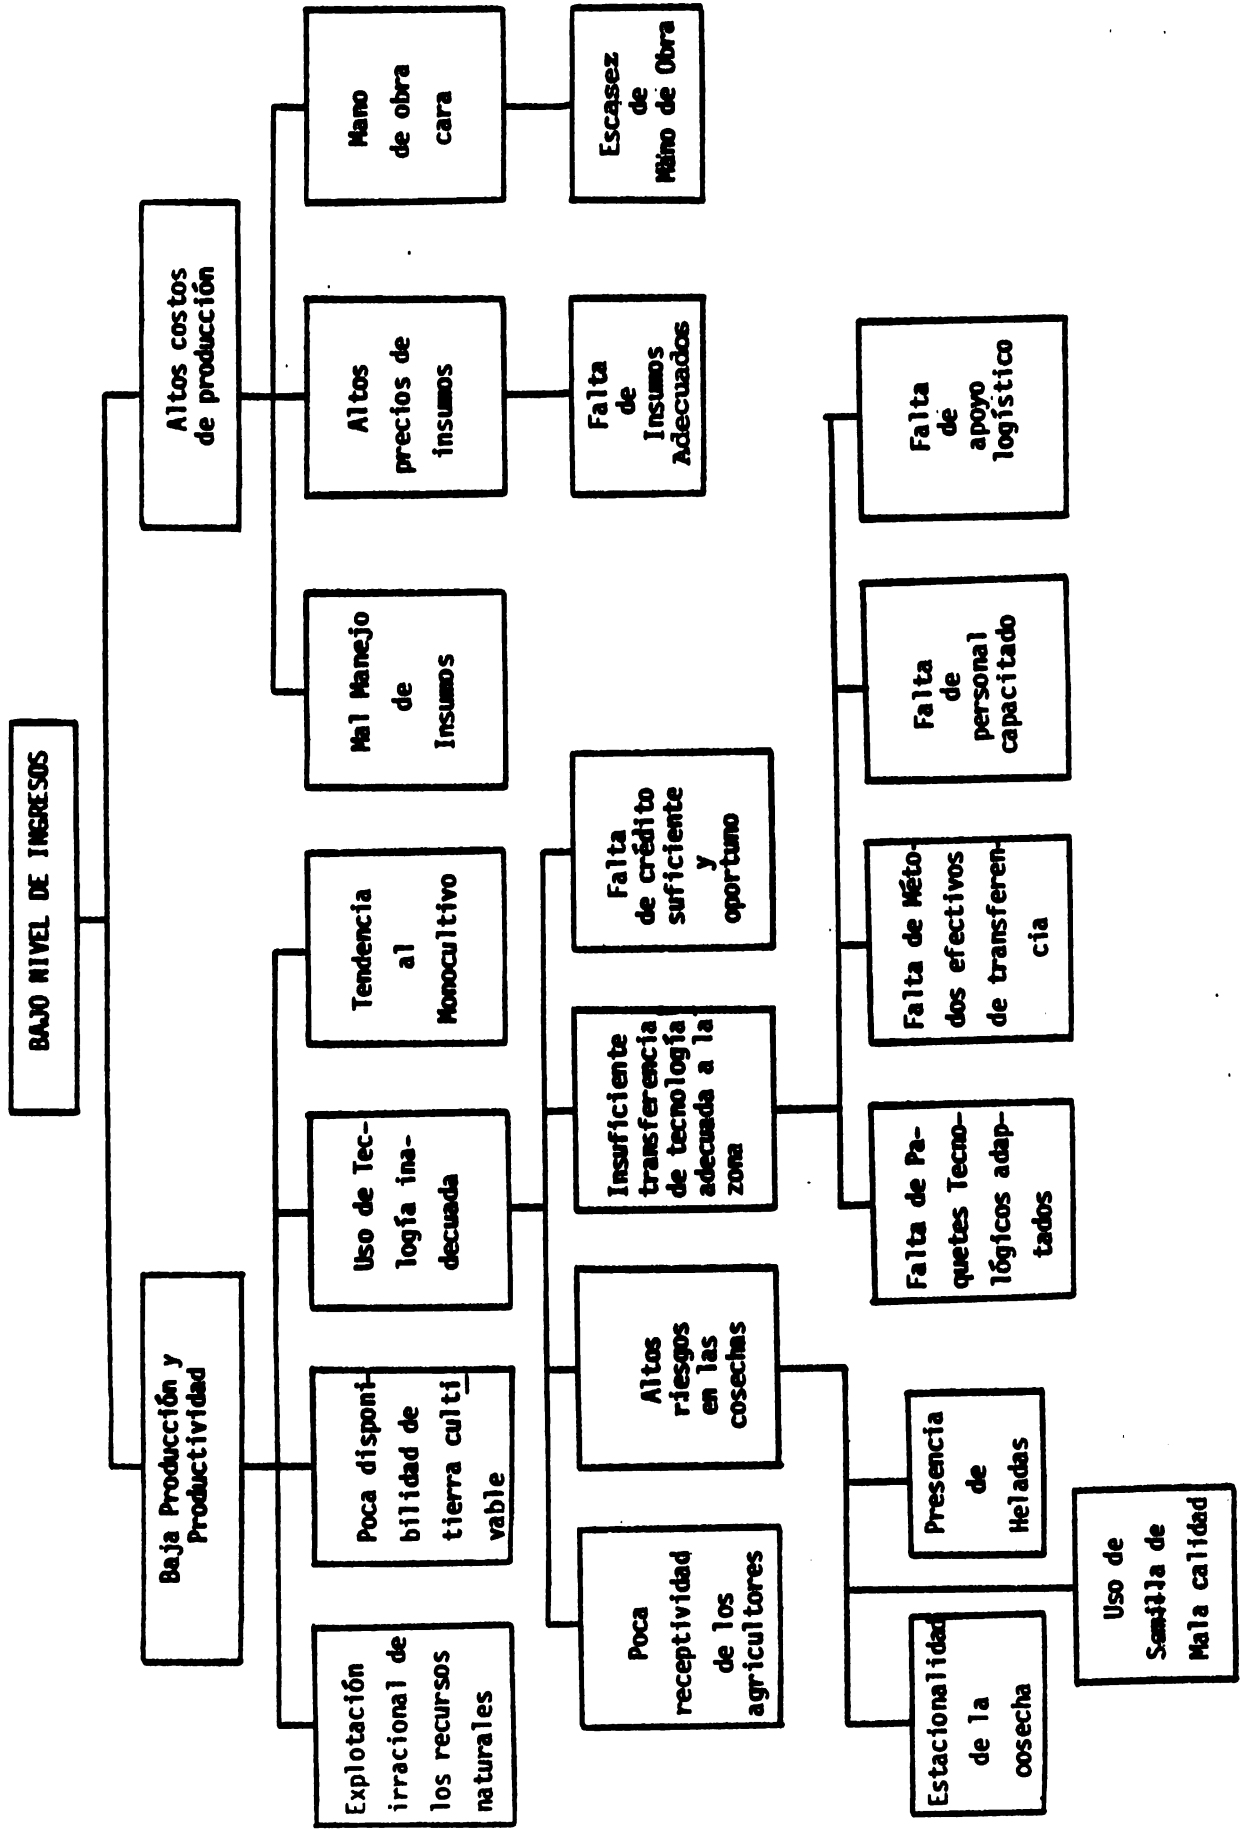 BAJO NIVEL DE INGRESOS
Baja Producción y
Productividad
Altos costos
de producción
Explotación
irracional de
los recursos
naturales
Poca disponi-
bilidad de
tierra culti
vable
Uso de Tec-
logía ina-
decuada
Tendencia
al
Monocultivo
Mal Manejo
de
Insumos
Altos
precios de
insumos
Mano
de obra
cara
Poca
receptividad
de los
agricultores
Altos
riesgos
en las
cosechas
Insuficiente
transferencia
de tecnología
adecuada a la
zona
Falta
de crédito
suficiente
y
oportuno
Falta
de
Insumos
Adecuados
Escasez
de
Mano de Obra
Estacionalidad
de la
cosecha
Presencia
de
Heladas
Falta de Pa-
quetes Tecno-
lógicos adap-
tados
Falta de Méto-
dos efectivos
de transferen-
cia
Falta
de
personal
capacitado
Falta
de
apoyo
logístico
Uso de
Semilla de
Mala calidad